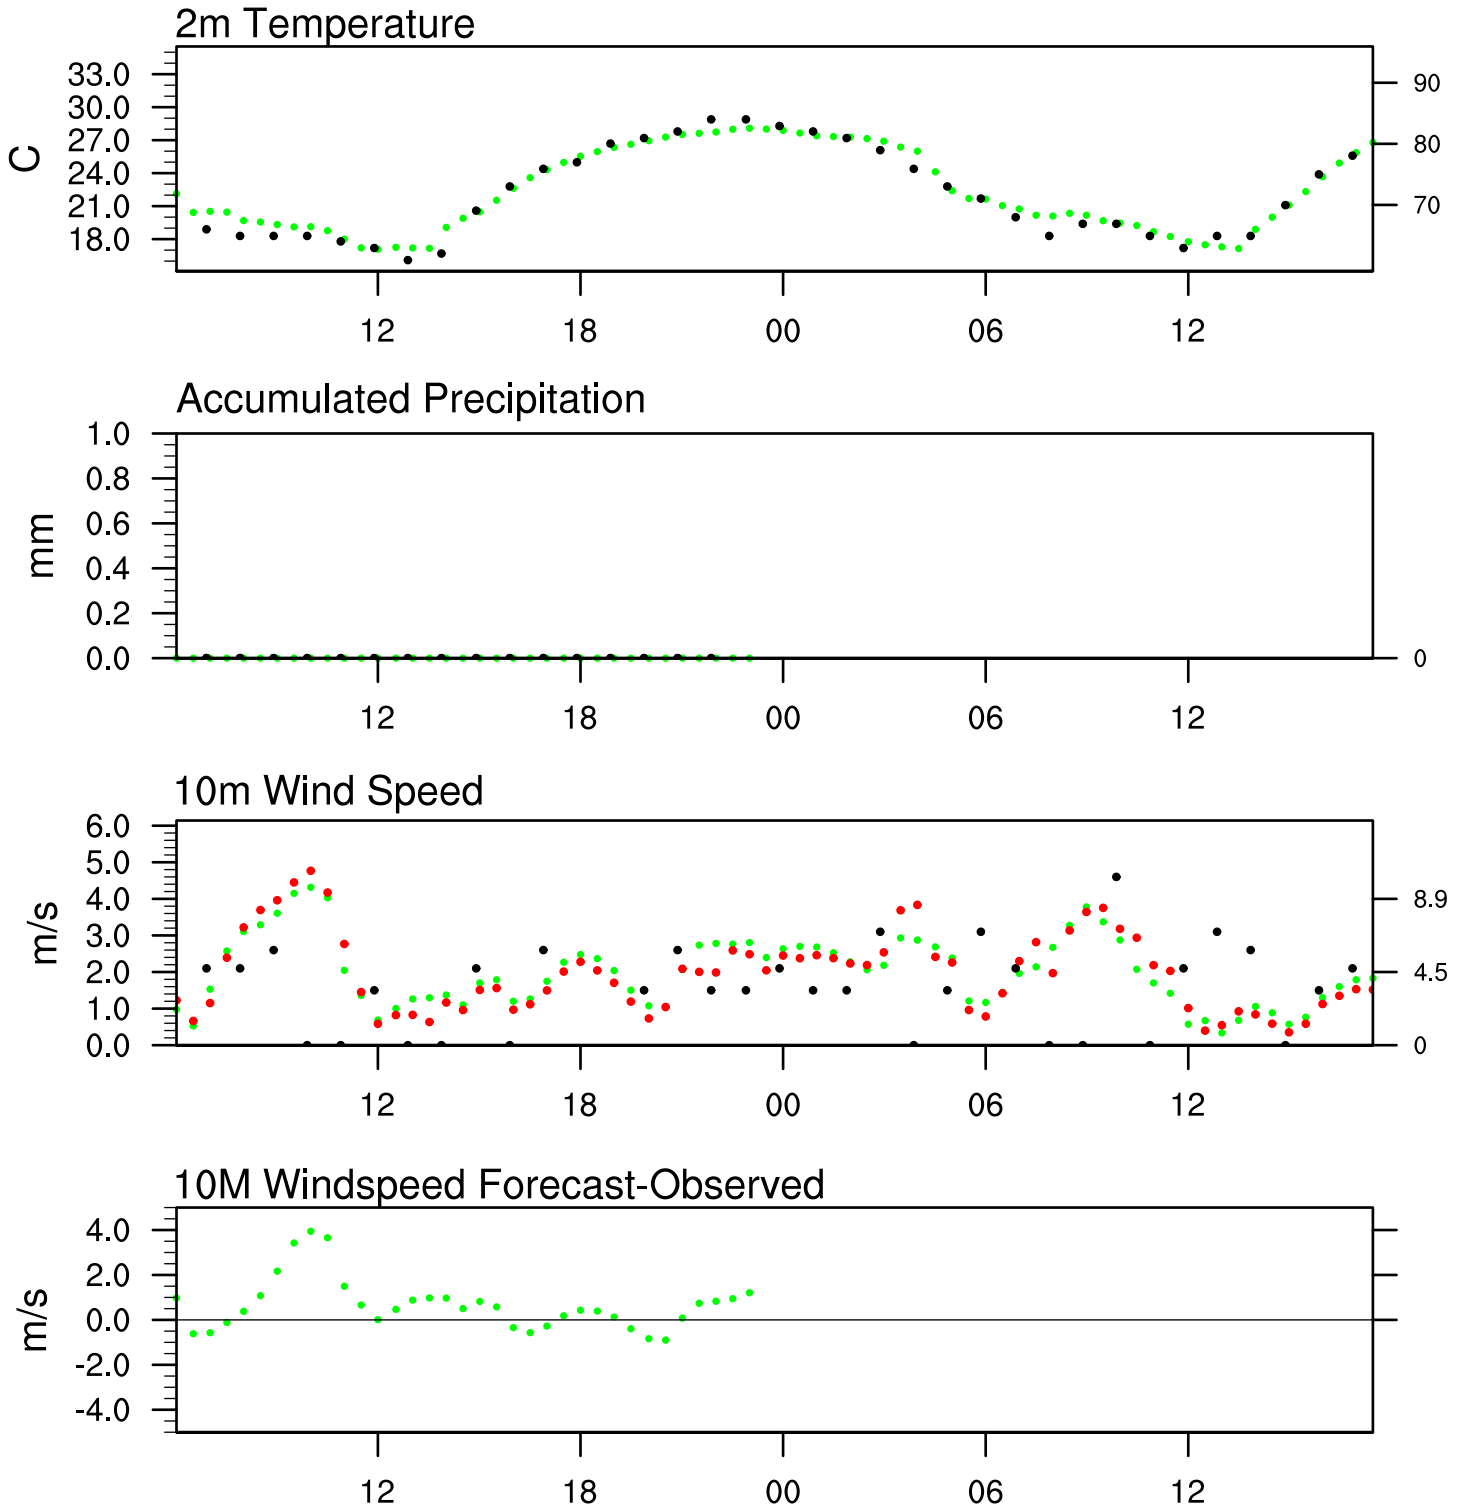 2m Temperature
33.0
30.0
27.0
24.0
21.0
18.0
C
90
80
70
12 18 00 06 12
Accumulated Precipitation
1.0
0.8
0.6
0.4
0.2
0.0
mm
0
12 18 00 06 12
10m Wind Speed
6.0
5.0
4.0
3.0
2.0
1.0
0.0
m/s
8.9
4.5
0
12 18 00 06 12
10M Windspeed Forecast-Observed
4.0
2.0
0.0
-2.0
-4.0
m/s
12 18 00 06 12